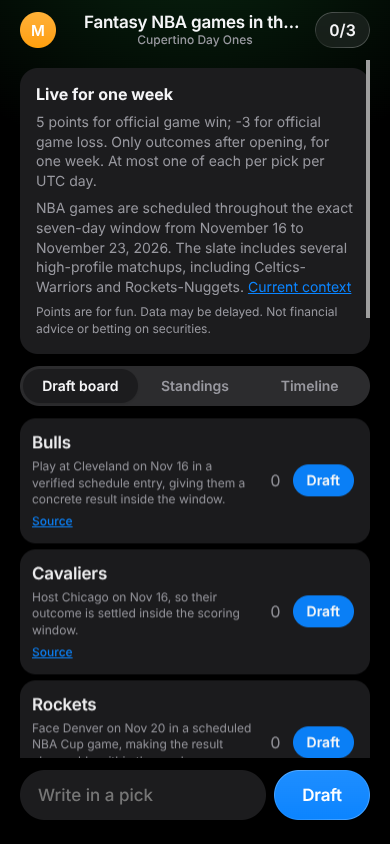 M
Fantasy NBA games in th...
Cupertino Day Ones
0/3
Live for one week
5 points for official game win; -3 for official
game loss. Only outcomes after opening, for
one week. At most one of each per pick per
UTC day.
NBA games are scheduled throughout the exact
seven-day window from November 16 to
November 23, 2026. The slate includes several
high-profile matchups, including Celtics-
Warriors and Rockets-Nuggets. Current context
Points are for fun. Data may be delayed. Not financial
advice or betting on securities.
Draft board
Standings
Timeline
Bulls
Play at Cleveland on Nov 16 in a
verified schedule entry, giving them a
concrete result inside the window.
Source
0
Draft
Cavaliers
Host Chicago on Nov 16, so their
outcome is settled inside the scoring
window.
Source
0
Draft
Rockets
Face Denver on Nov 20 in a scheduled
NBA Cup game, making the result
0
Draft
Write in a pick
Draft